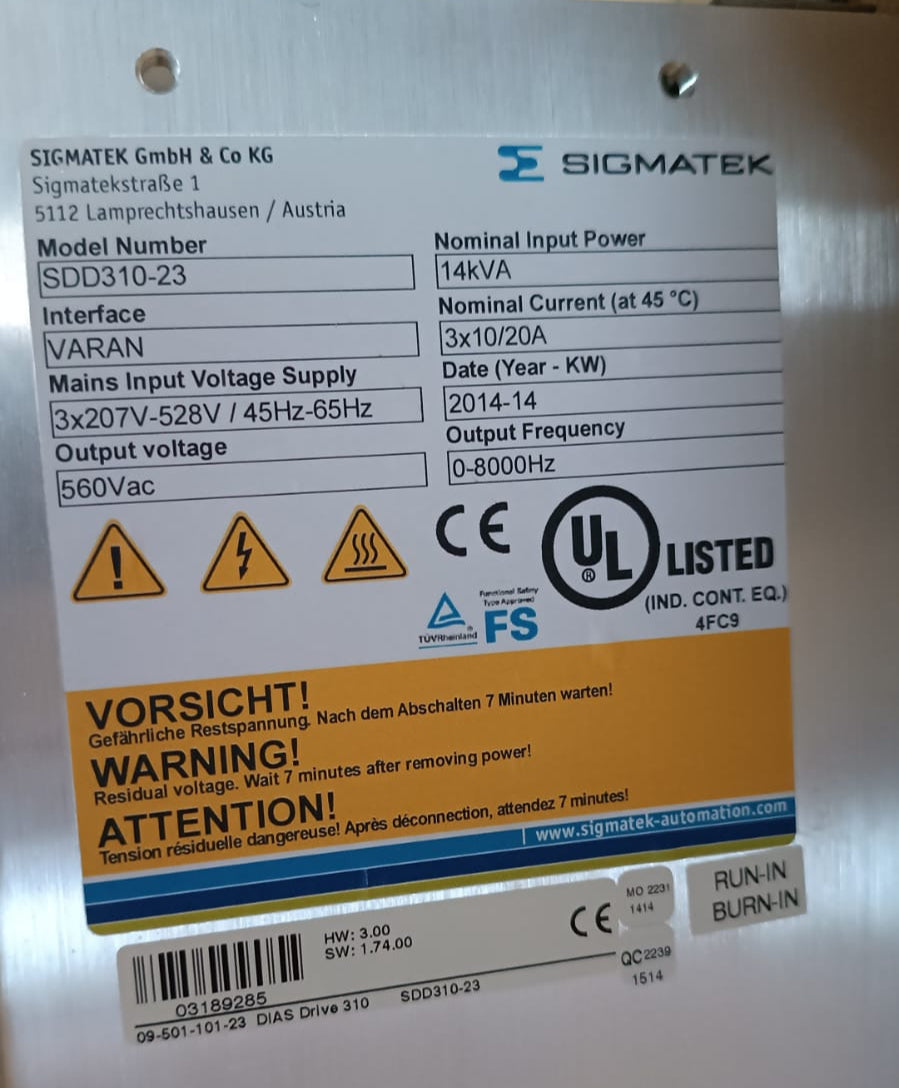 SIGMATEK GmbH & Co KG
Sigmatekstraße 1
5112 Lamprechtshausen / Austria
SIGMATEK
Model Number
SDD310-23
Interface
VARAN
Mains Input Voltage Supply
3x207V-528V / 45Hz-65Hz
Output voltage
560Vac
Nominal Input Power
14kVA
Nominal Current (at 45 °C)
3x10/20A
Date (Year - KW)
2014-14
Output Frequency
0-8000Hz
CE
UL ® LISTED
(IND. CONT. EQ.)
4FC9
TÜVRheinland ®
Functional Safety
Type Approved
FS
VORSICHT!
Gefährliche Restspannung. Nach dem Abschalten 7 Minuten warten!
WARNING!
Residual voltage. Wait 7 minutes after removing power!
ATTENTION!
Tension résiduelle dangereuse! Après déconnection, attendez 7 minutes!
www.sigmatek-automation.com
03189285
HW: 3.00
SW: 1.74.00
CE
09-501-101-23 DIAS Drive 310 SDD310-23
MO 2231
1414
QC 2239
1514
RUN-IN
BURN-IN